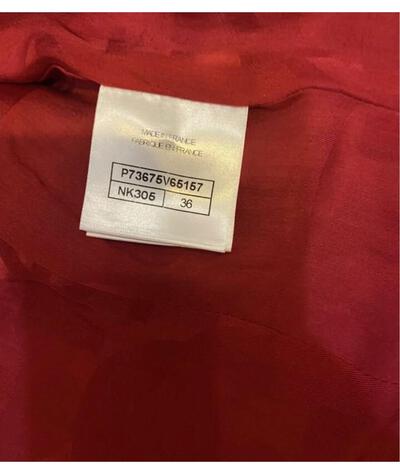 MADE IN FRANCE
FABRIQUE EN FRANCE
P73675V65157
NK305 36